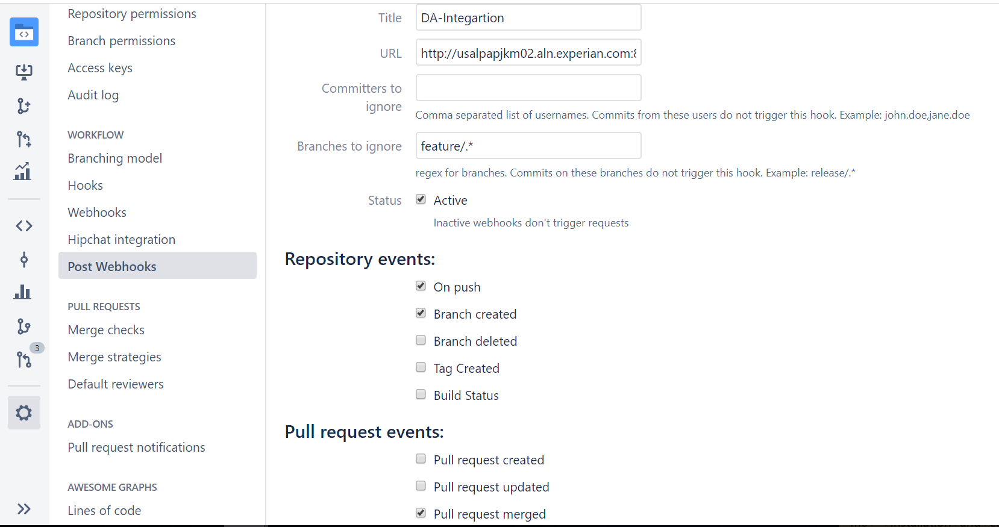 Repository permissions
Branch permissions
Access keys
Audit log
WORKFLOW
Branching model
Hooks
Webhooks
Hipchat integration
Post Webhooks
PULL REQUESTS
Merge checks
Merge strategies
Default reviewers
ADD-ONS
Pull request notifications
AWESOME GRAPHS
Lines of code
3
Title
DA-Integartion
URL
http://usalpapjkm02.aln.experian.com:8
Committers to
ignore
Comma separated list of usernames. Commits from these users do not trigger this hook. Example: john.doe,jane.doe
Branches to ignore
feature/.*
regex for branches. Commits on these branches do not trigger this hook. Example: release/.*
Status
Active
Inactive webhooks don't trigger requests
Repository events:
On push
Branch created
Branch deleted
Tag Created
Build Status
Pull request events:
Pull request created
Pull request updated
Pull request merged